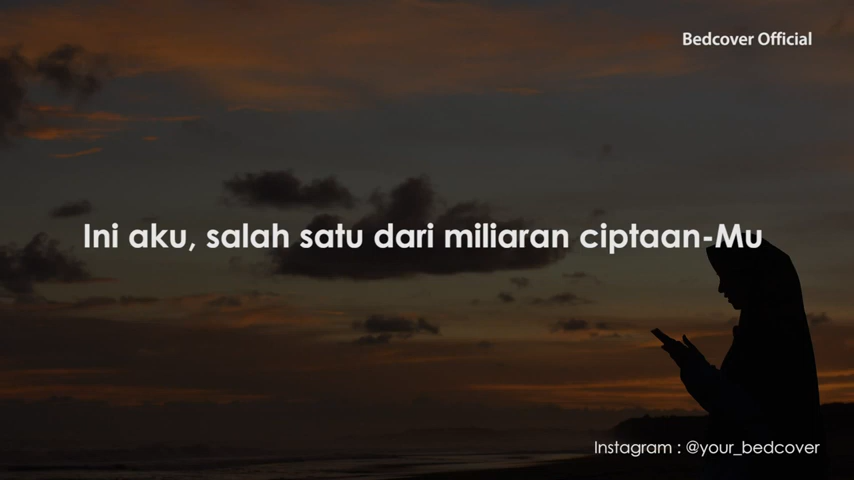 Bedcover Official
Ini aku, salah satu dari miliaran ciptaan-Mu
Instagram : @your_bedcover